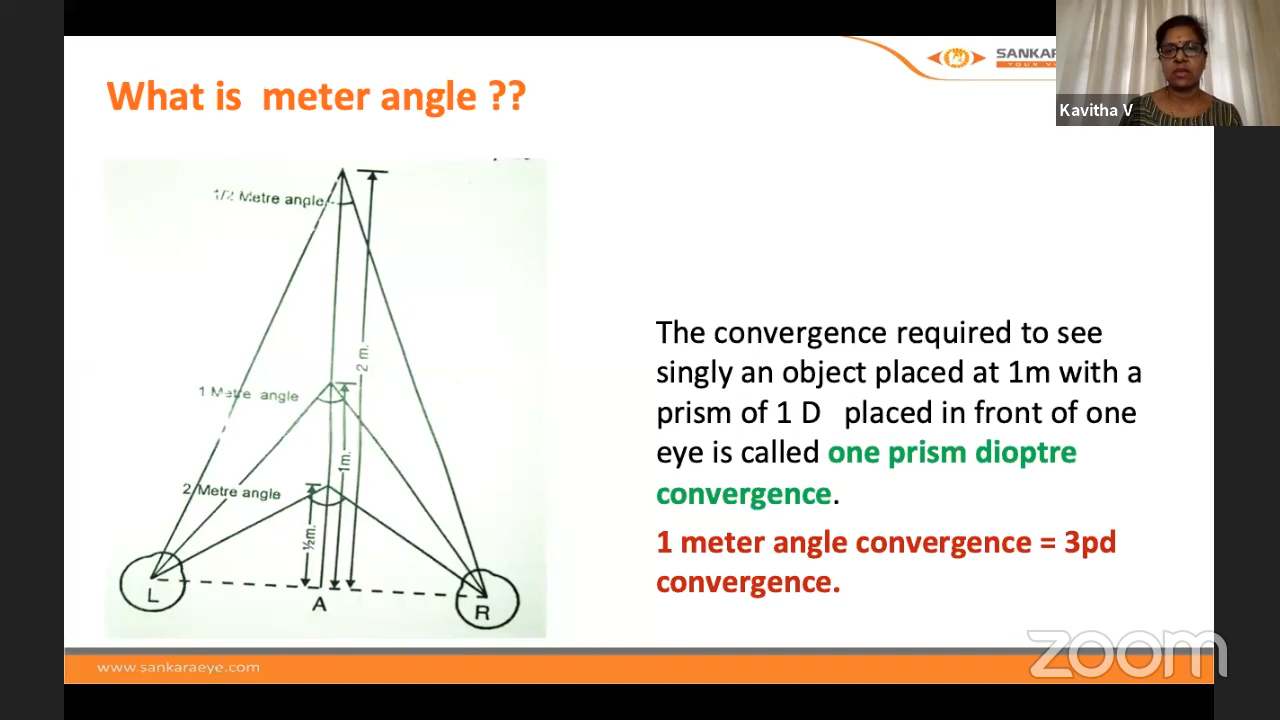 SANKARA
Kavitha V
What is meter angle ??
1/2 Metre angle
2 m.
1 Metre angle
1m.
2 Metre angle
½m.
L
A
R
The convergence required to see
singly an object placed at 1m with a
prism of 1 D placed in front of one
eye is called one prism dioptre
convergence.
1 meter angle convergence = 3pd
convergence.
www.sankaraeye.com
zoom